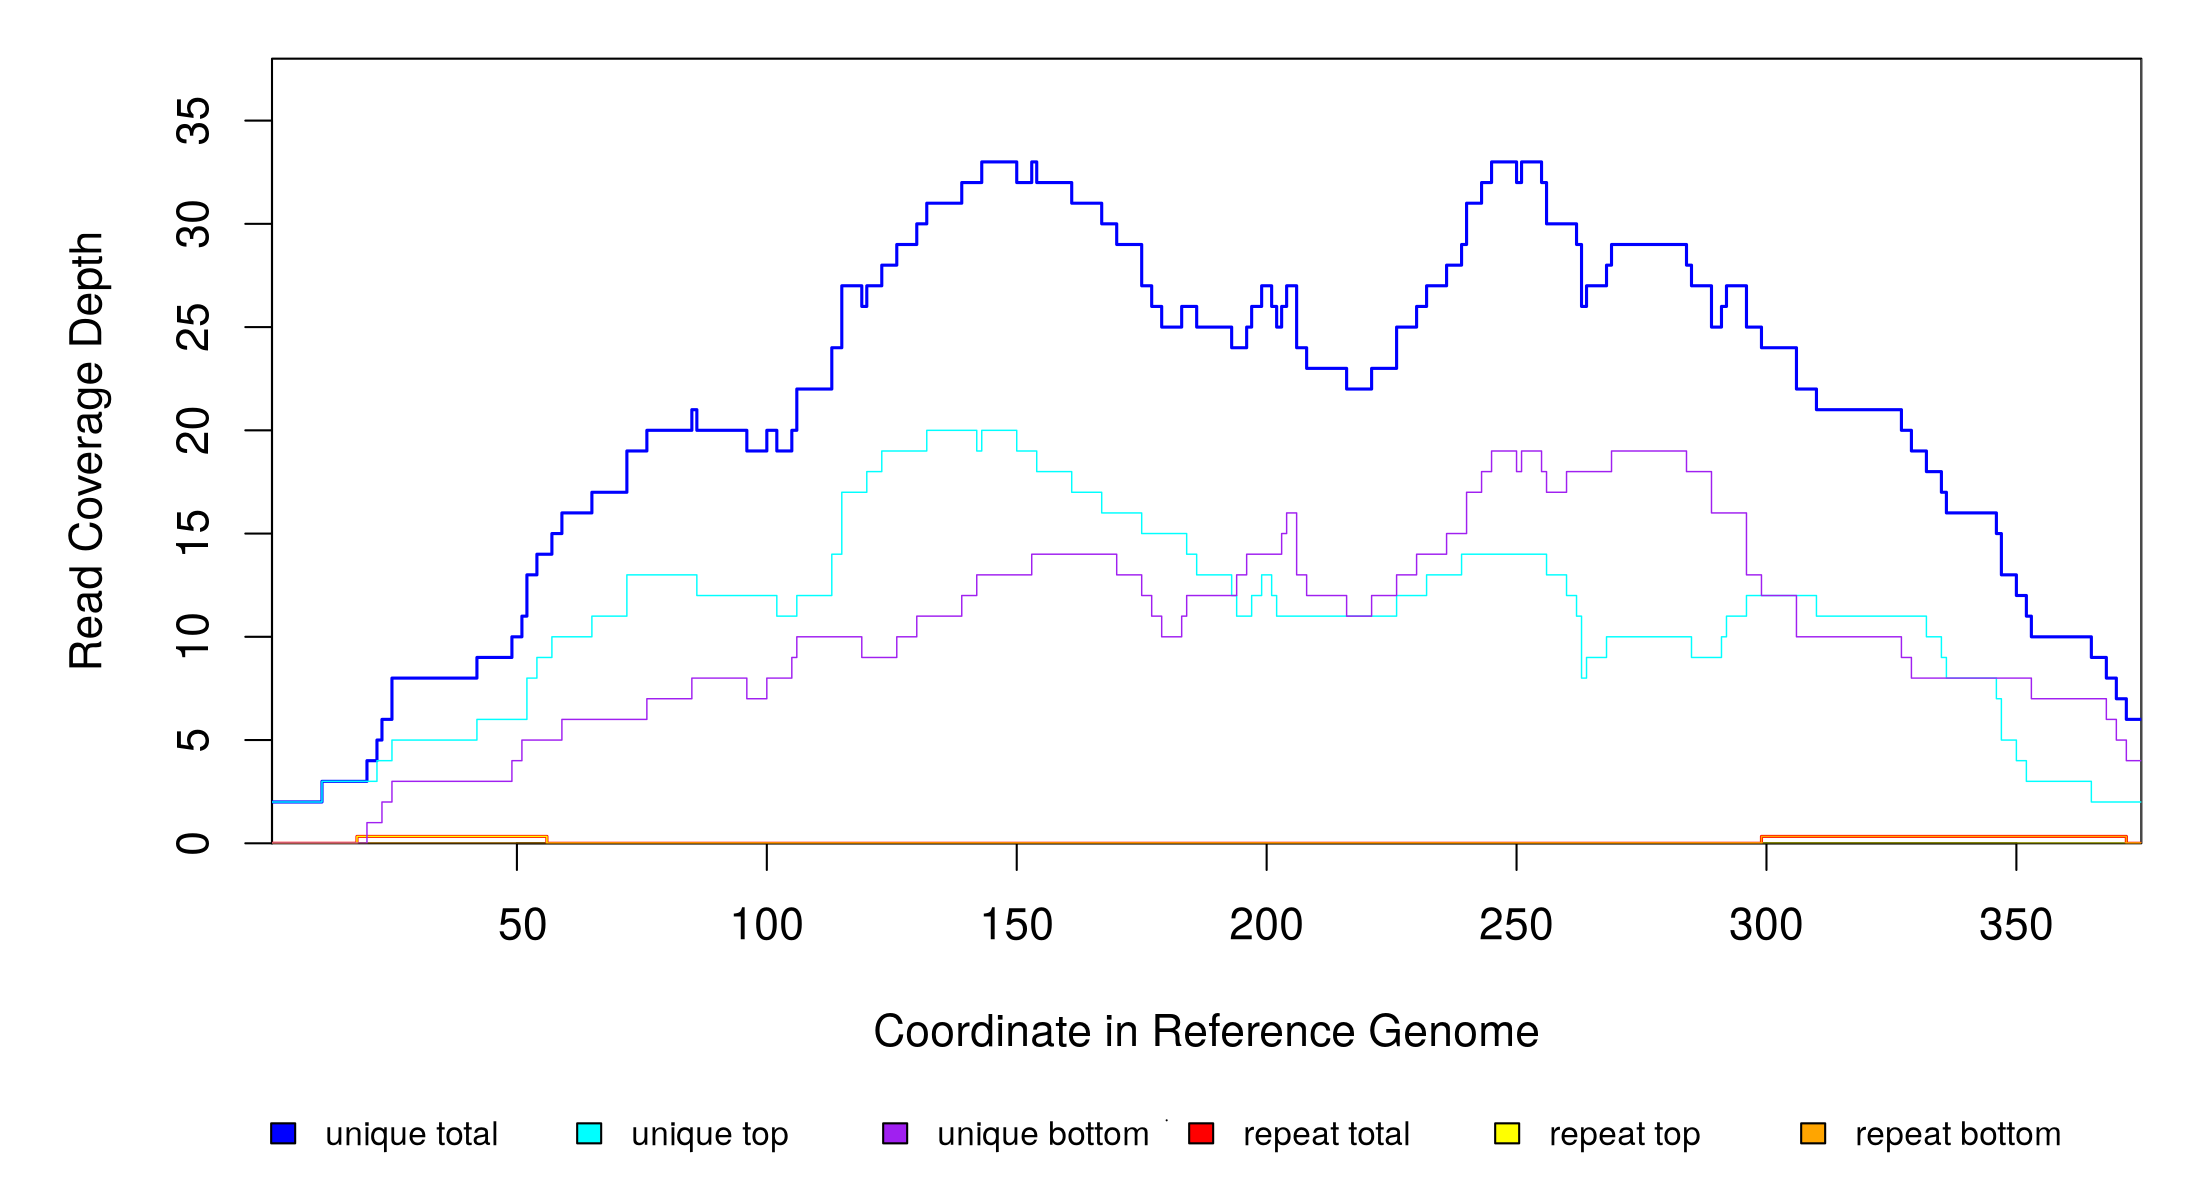 Read Coverage Depth
35
30
25
20
15
10
5
0
50 100 150 200 250 300 350
Coordinate in Reference Genome
unique total unique top unique bottom repeat total repeat top repeat bottom